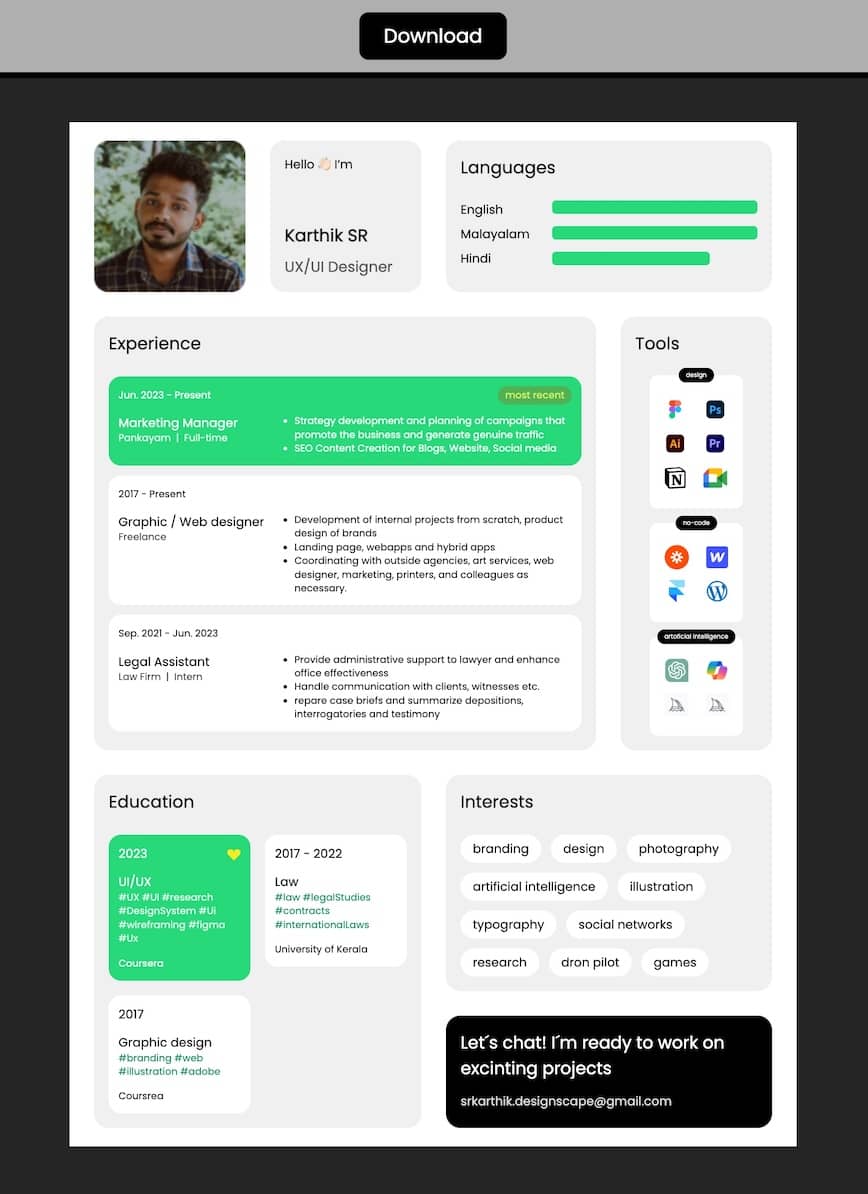 Download
Hello 👋🏻 I'm
Karthik SR
UX/UI Designer
Languages
English
Malayalam
Hindi
Experience
Jun. 2023 - Present
most recent
Marketing Manager
Pankayam | Full-time
• Strategy development and planning of campaigns that
promote the business and generate genuine traffic
• SEO Content Creation for Blogs, Website, Social media
2017 - Present
Graphic / Web designer
Freelance
• Development of internal projects from scratch, product
design of brands
• Landing page, webapps and hybrid apps
• Coordinating with outside agencies, art services, web
designer, marketing, printers, and colleagues as
necessary.
Sep. 2021 - Jun. 2023
Legal Assistant
Law Firm | Intern
• Provide administrative support to lawyer and enhance
office effectiveness
• Handle communication with clients, witnesses etc.
• repare case briefs and summarize depositions,
interrogatories and testimony
Tools
design
Ps
Ai
Pr
N
no-code
W
W
artoficial intelligence
Education
2023
UI/UX
#UX #Ui #research
#DesignSystem #Ui
#wireframing #figma
#Ux
Coursera
2017 - 2022
Law
#law #legalStudies
#contracts
#internationalLaws
University of Kerala
2017
Graphic design
#branding #web
#illustration #adobe
Coursrea
Interests
branding
design
photography
artificial intelligence
illustration
typography
social networks
research
dron pilot
games
Let´s chat! I´m ready to work on
excinting projects
srkarthik.designscape@gmail.com